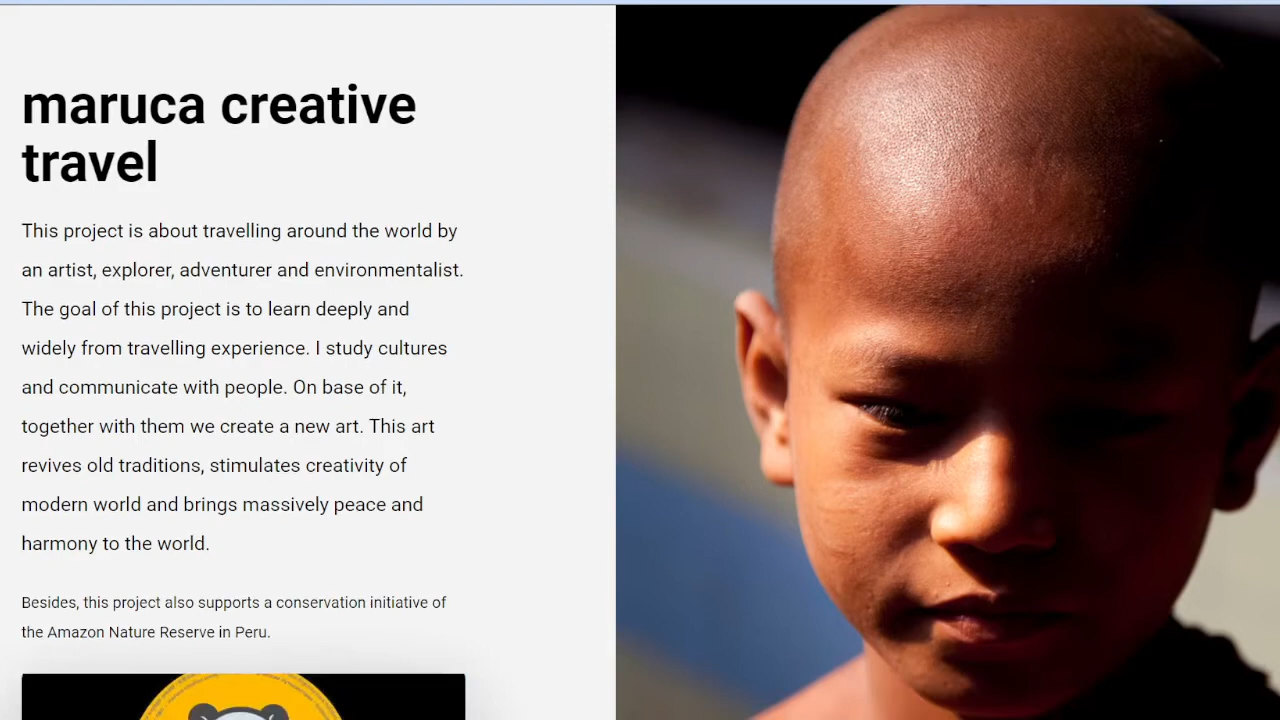 maruca creative
travel
This project is about travelling around the world by
an artist, explorer, adventurer and environmentalist.
The goal of this project is to learn deeply and
widely from travelling experience. I study cultures
and communicate with people. On base of it,
together with them we create a new art. This art
revives old traditions, stimulates creativity of
modern world and brings massively peace and
harmony to the world.
Besides, this project also supports a conservation initiative of
the Amazon Nature Reserve in Peru.